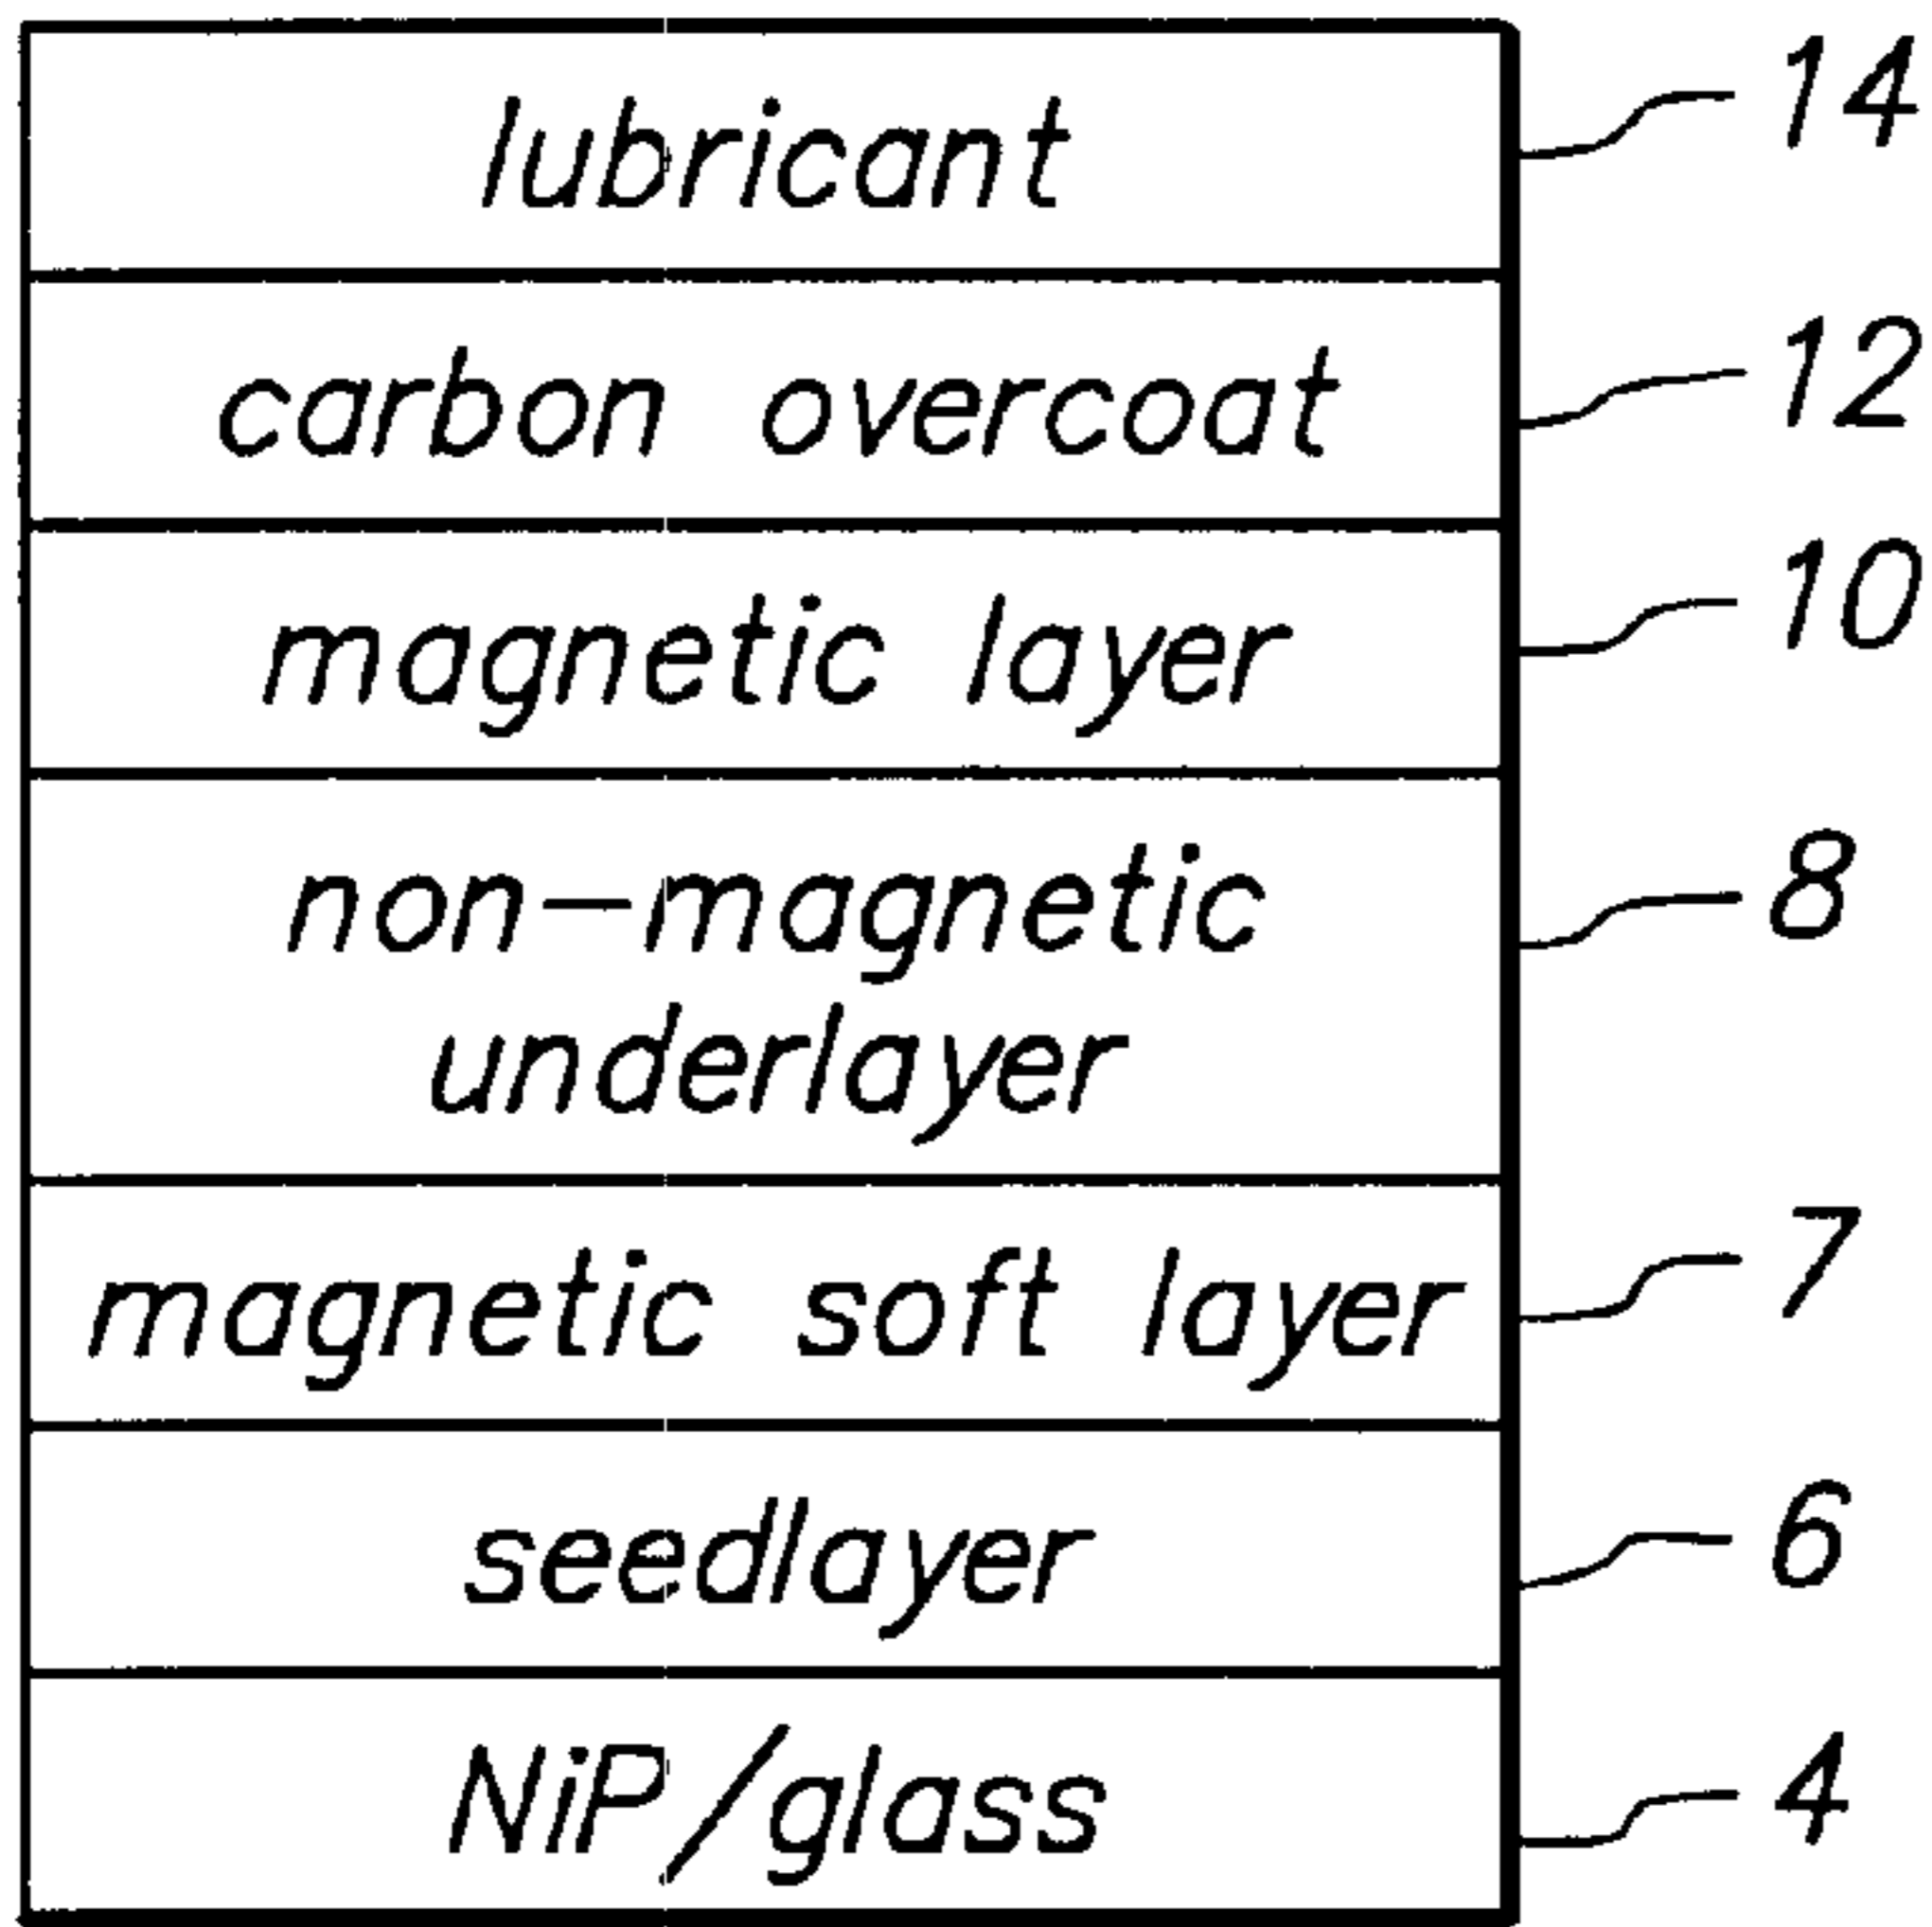 lubricant 14
carbon overcoat 12
magnetic layer 10
non-magnetic 8
underlayer
magnetic soft layer 7
seedlayer 6
NiP/glass 4